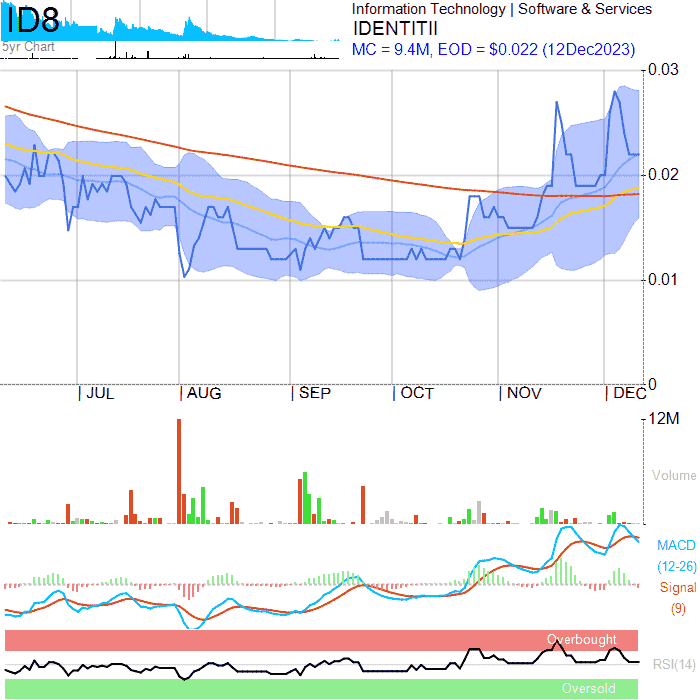 ID8
5yr Chart
Information Technology | Software & Services
IDENTITII
MC = 9.4M, EOD = $0.022 (12Dec2023)
0.03
0.02
0.01
0
| JUL | AUG | SEP | OCT | NOV | DEC
12M
Volume
MACD
(12-26)
Signal
(9)
Overbought
RSI(14)
Oversold